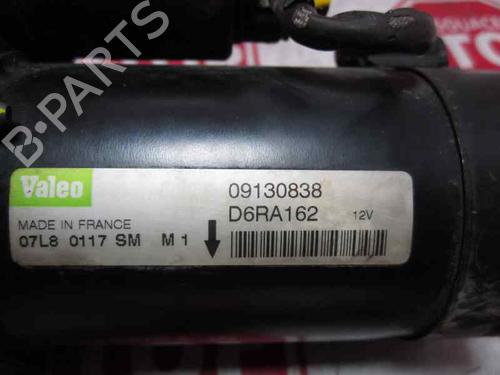 Valeo
09130838
D6RA162 12V
MADE IN FRANCE
07L8 0117 SM M 1
B-PARTS